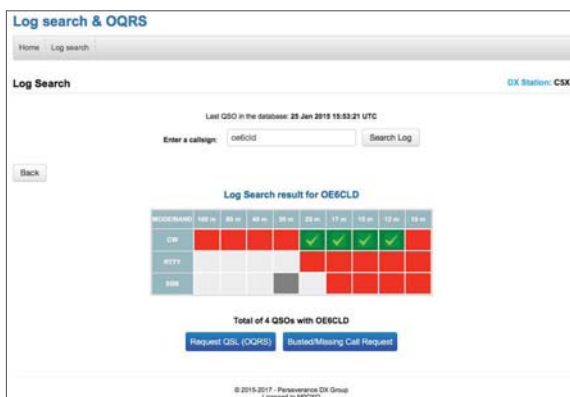 Log search & OQRS
Home Log search
Log Search DX Station: C5X
Last QSO in the database: 25 Jan 2015 15:53:21 UTC
Enter a callsign: oe6cld Search Log
Back
Log Search result for OE6CLD
MODE/BAND 160 m 80 m 40 m 30 m 20 m 17 m 15 m 12 m 10 m
CW
RTTY
SSB
Total of 4 QSOs with OE6CLD
Request QSL (OQRS) Busted/Missing Call Request
© 2015-2017 - Perseverance DX Group
Licensed to